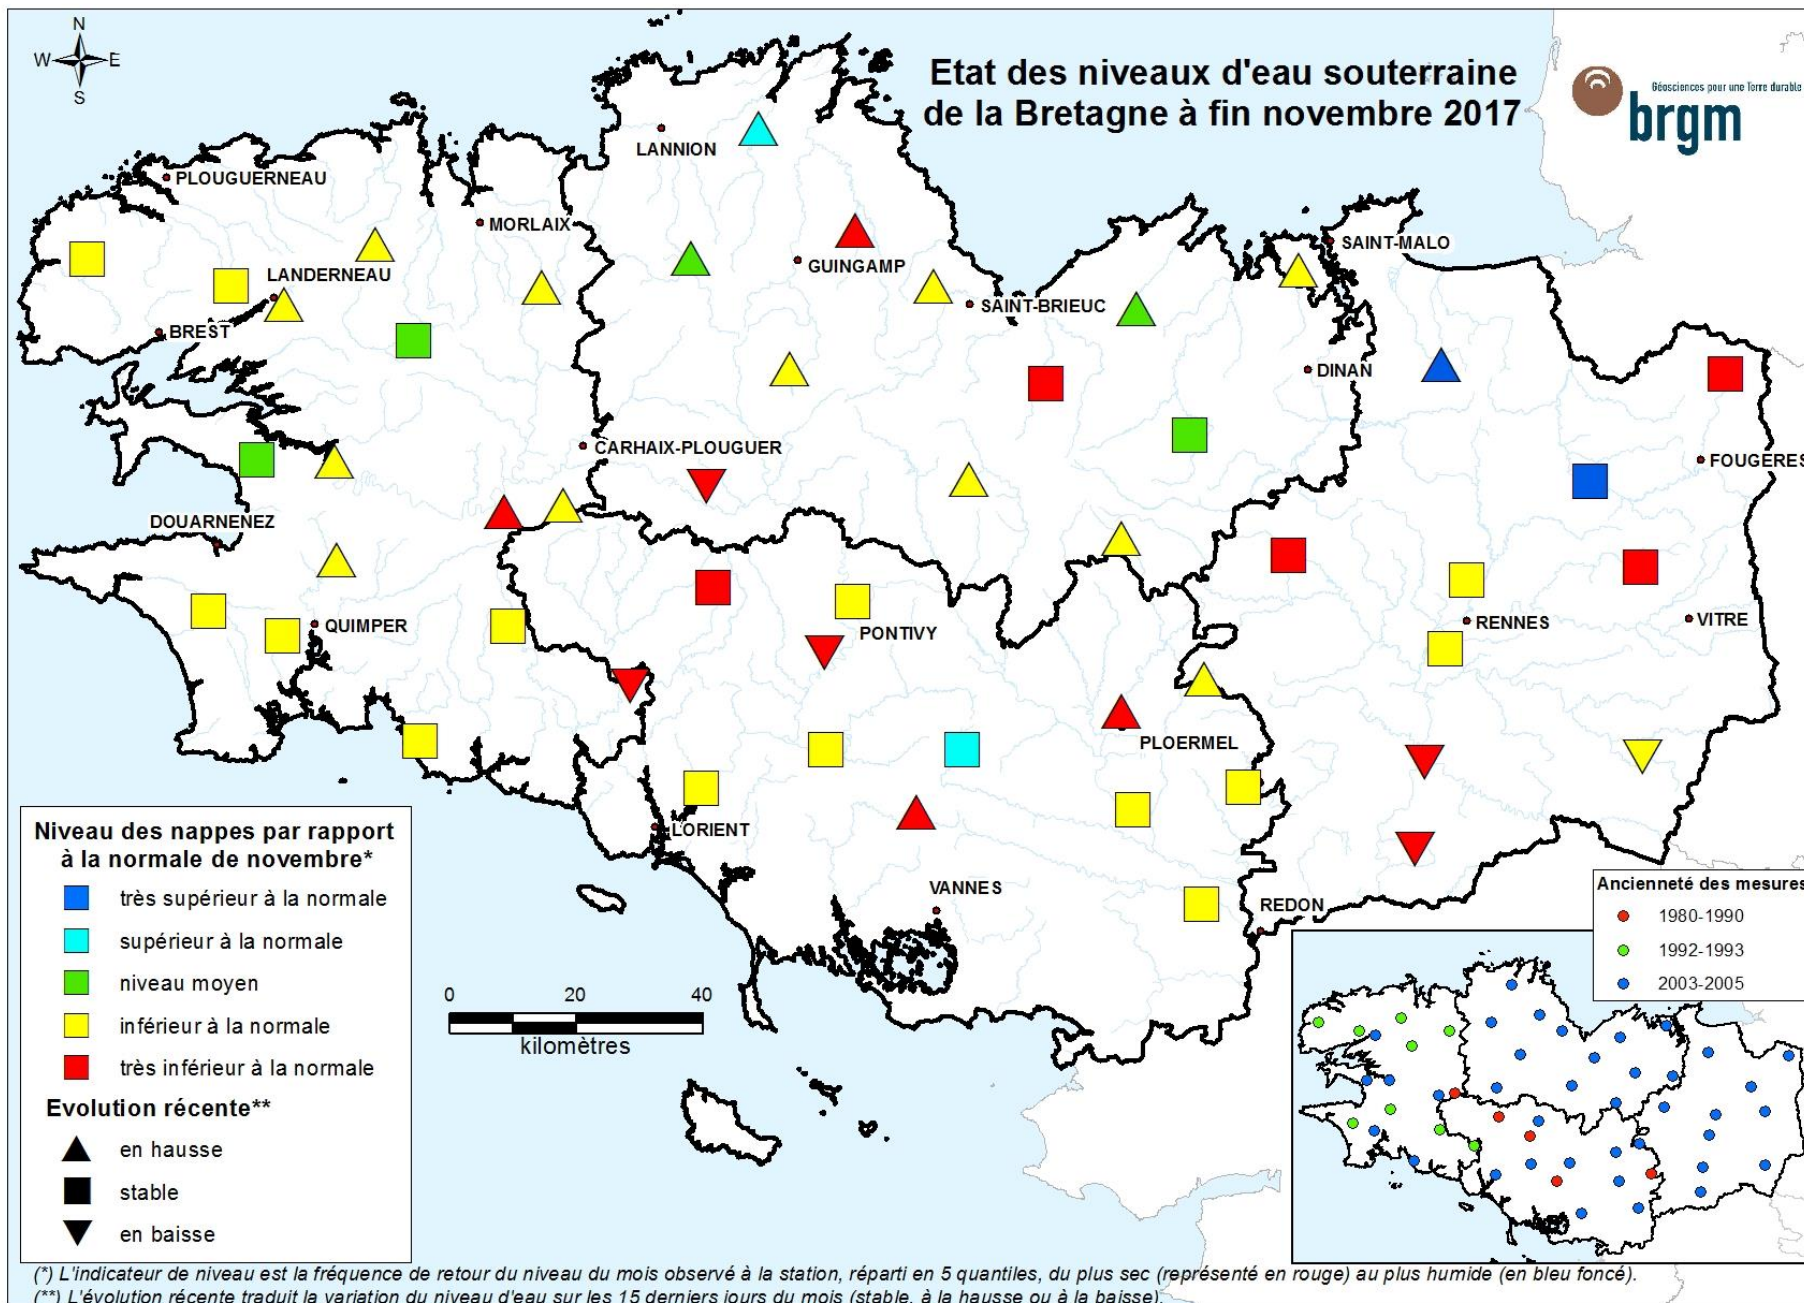 N
W E
S
Etat des niveaux d'eau souterraine
de la Bretagne à fin novembre 2017
Géosciences pour une Terre durable
brgm
LANNION
PLOUGUERNEAU
MORLAIX
SAINT-MALO
GUINGAMP
LANDERNEAU
SAINT-BRIEUC
BREST
DINAN
CARHAIX-PLOUGUER
FOUGERES
DOUARNENEZ
QUIMPER
PONTIVY
RENNES
VITRE
PLOERMEL
LORIENT
VANNES
REDON
Niveau des nappes par rapport
à la normale de novembre*
très supérieur à la normale
supérieur à la normale
niveau moyen
inférieur à la normale
très inférieur à la normale
Evolution récente**
en hausse
stable
en baisse
0 20 40
kilomètres
Ancienneté des mesures
1980-1990
1992-1993
2003-2005
(*) L'indicateur de niveau est la fréquence de retour du niveau du mois observé à la station, réparti en 5 quantiles, du plus sec (représenté en rouge) au plus humide (en bleu foncé).
(**) L'évolution récente traduit la variation du niveau d'eau sur les 15 derniers jours du mois (stable, à la hausse ou à la baisse).